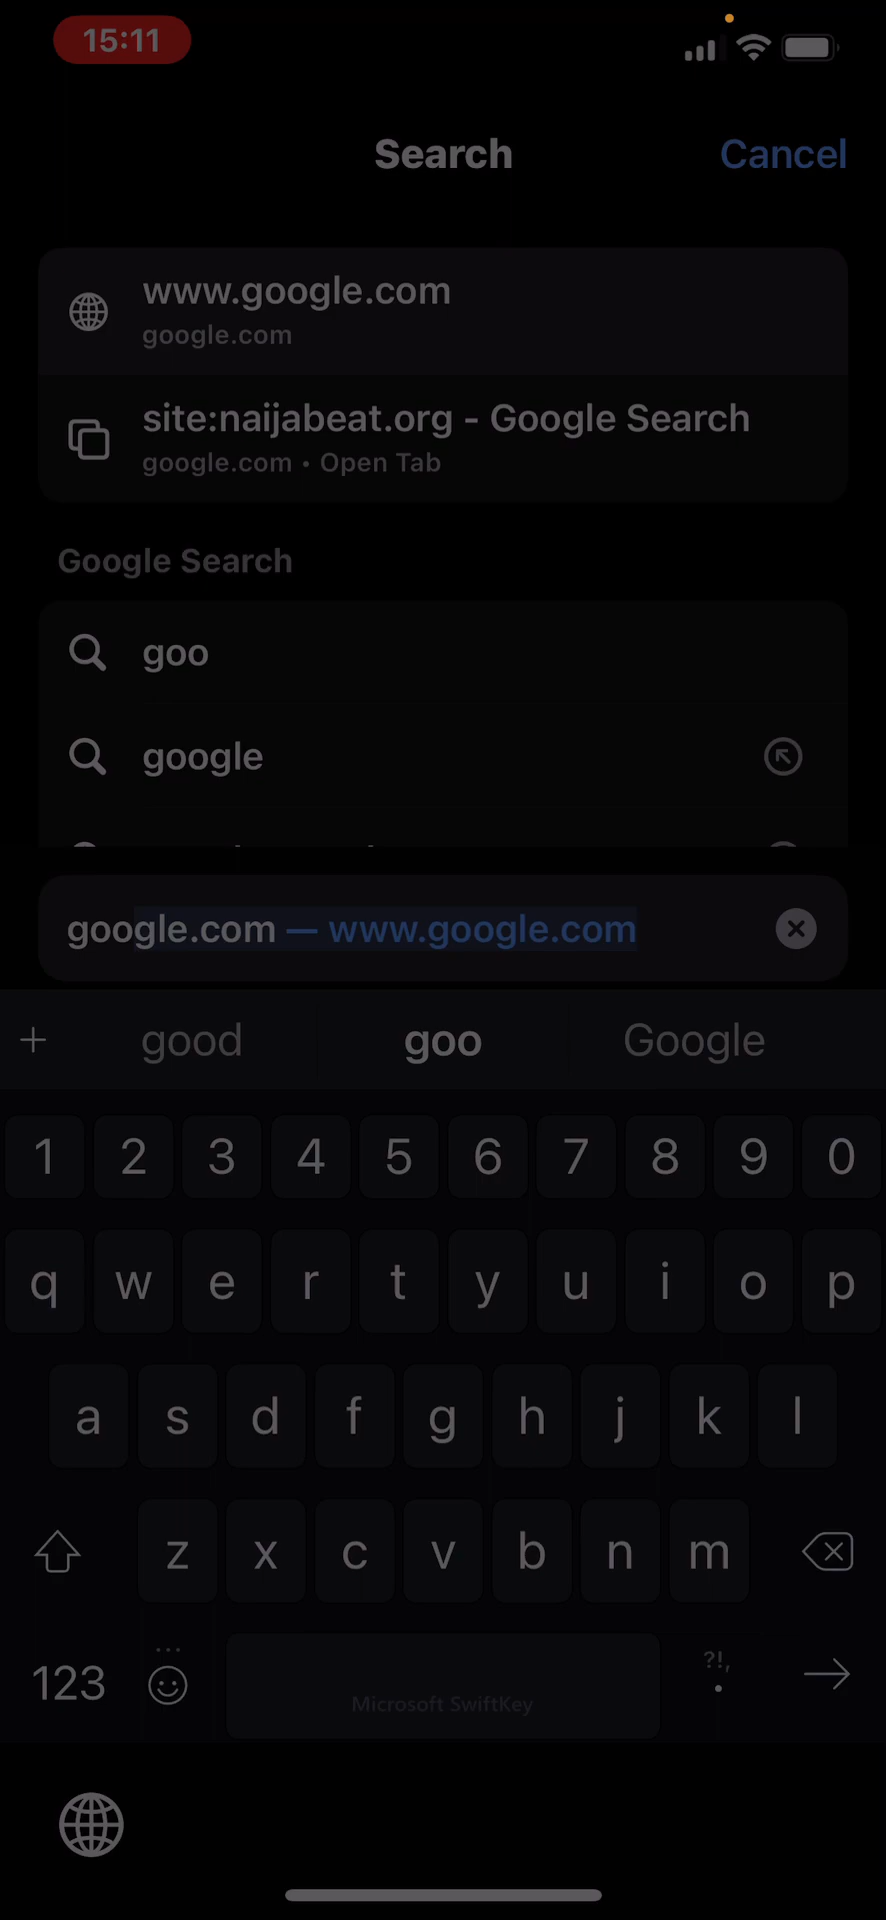 15:11
Search
Cancel
www.google.com
google.com
site:naijabeat.org - Google Search
google.com • Open Tab
Google Search
goo
google
google.com — www.google.com
+ good goo Google
1 2 3 4 5 6 7 8 9 0
q w e r t y u i o p
a s d f g h j k l
z x c v b n m
123
Microsoft SwiftKey
?!,
.